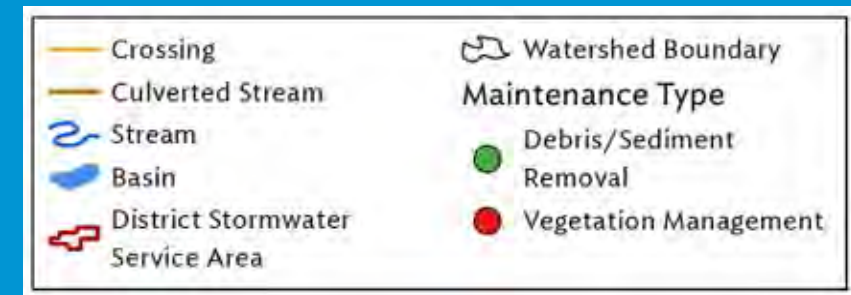 Crossing
Culverted Stream
Stream
Basin
District Stormwater
Service Area
Watershed Boundary
Maintenance Type
Debris/Sediment
Removal
Vegetation Management